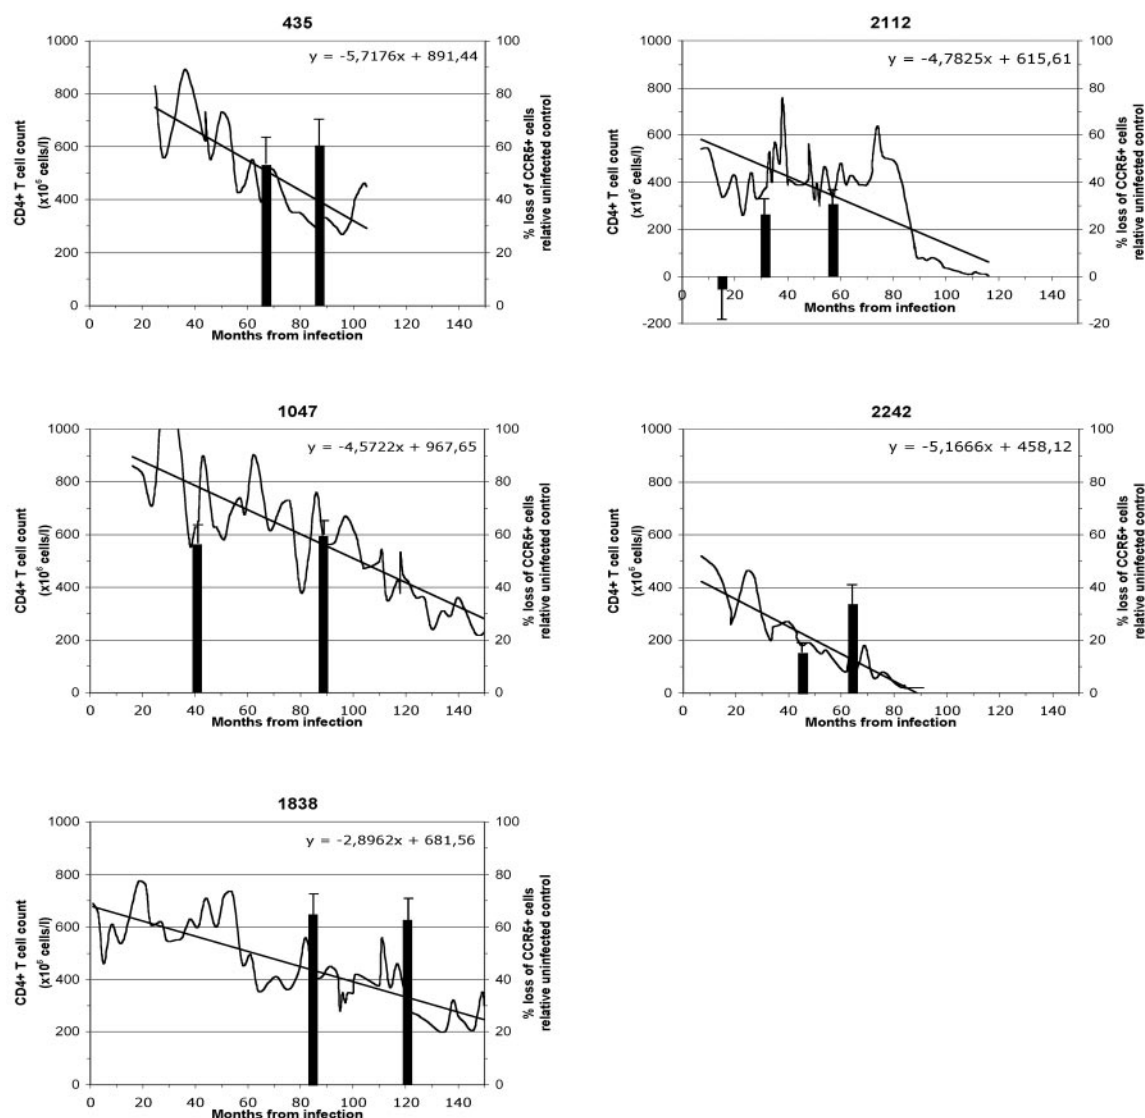 435
y = -5,7176x + 891,44
CD4+ T cell count
(x10⁶ cells/l)
1000
800
600
400
200
0
100
80
60
40
20
0
% loss of CCR5+ cells
relative uninfected control
0 20 40 60 80 100 120 140
Months from infection
2112
y = -4,7825x + 615,61
CD4+ T cell count
(x10⁶ cells/l)
1000
800
600
400
200
0
-200
100
80
60
40
20
0
-20
% loss of CCR5+ cells
relative uninfected control
0 20 40 60 80 100 120 140
Months from infection
1047
y = -4,5722x + 967,65
CD4+ T cell count
(x10⁶ cells/l)
1000
800
600
400
200
0
100
80
60
40
20
0
% loss of CCR5+ cells
relative uninfected control
0 20 40 60 80 100 120 140
Months from infection
2242
y = -5,1666x + 458,12
CD4+ T cell count
(x10⁶ cells/l)
1000
800
600
400
200
0
100
80
60
40
20
0
% loss of CCR5+ cells
relative uninfected control
0 20 40 60 80 100 120 140
Months from infection
1838
y = -2,8962x + 681,56
CD4+ T cell count
(x10⁶ cells/l)
1000
800
600
400
200
0
100
80
60
40
20
0
% loss of CCR5+ cells
relative uninfected control
0 20 40 60 80 100 120 140
Months from infection